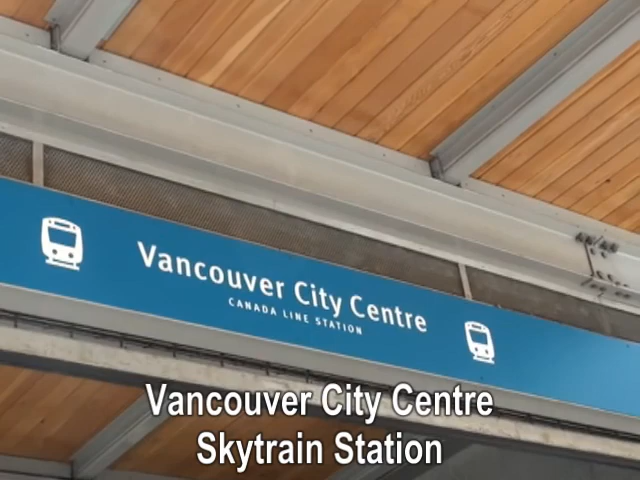 Vancouver City Centre
CANADA LINE STATION
Vancouver City Centre
Skytrain Station